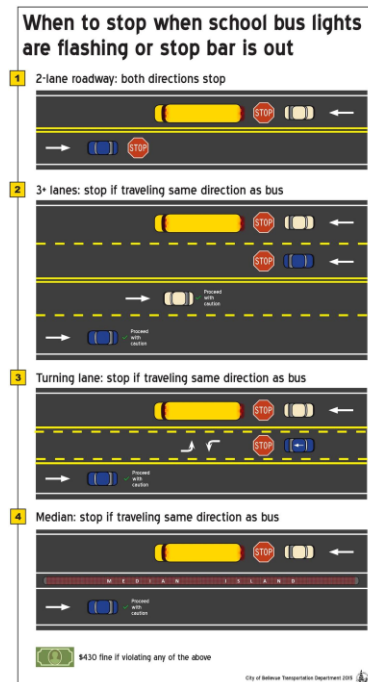 When to stop when school bus lights
are flashing or stop bar is out
1 2-lane roadway: both directions stop
STOP
STOP
2 3+ lanes: stop if traveling same direction as bus
STOP
STOP
Proceed
with
caution
Proceed
with
caution
3 Turning lane: stop if traveling same direction as bus
STOP
STOP
Proceed
with
caution
4 Median: stop if traveling same direction as bus
STOP
MEDIAN ISLAND
Proceed
with
caution
$430 fine if violating any of the above
City of Bellevue Transportation Department